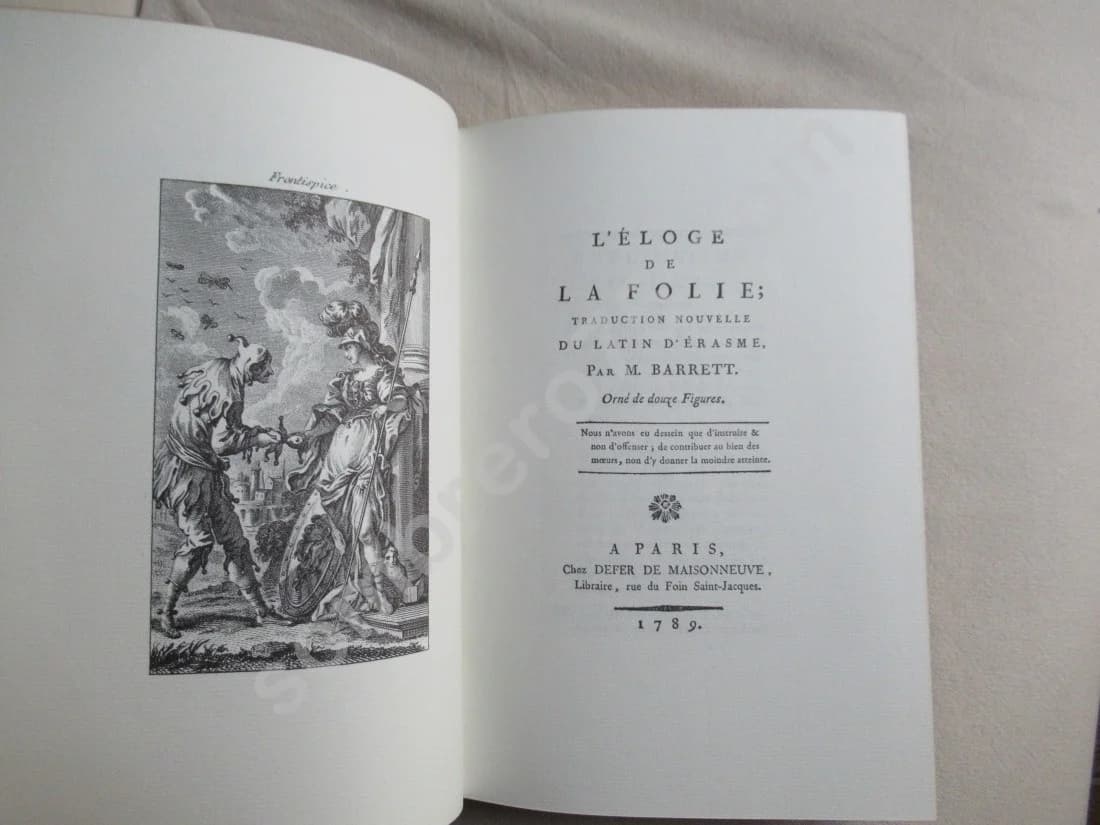 Frontispice.
L'ÉLOGE
DE
LA FOLIE;
TRADUCTION NOUVELLE
DU LATIN D'ÉRASME,
PAR M. BARRETT.
Orné de douze Figures.
Nous n'avons eu dessein que d'instruire &
non d'offenser; de contribuer au bien des
mœurs, non d'y donner la moindre atteinte.
A PARIS,
Chez DEFER DE MAISONNEUVE,
Libraire, rue du Foin Saint-Jacques.
1789.